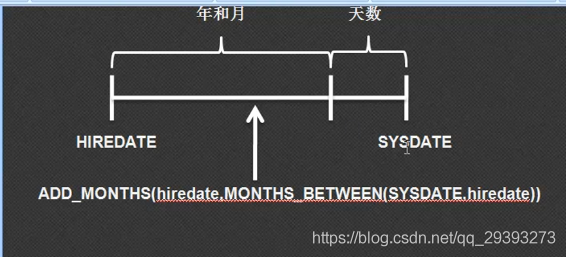 年和月 天数
HIREDATE SYSDATE
ADD_MONTHS(hiredate,MONTHS_BETWEEN(SYSDATE.hiredate))
https://blog.csdn.net/qq_29393273